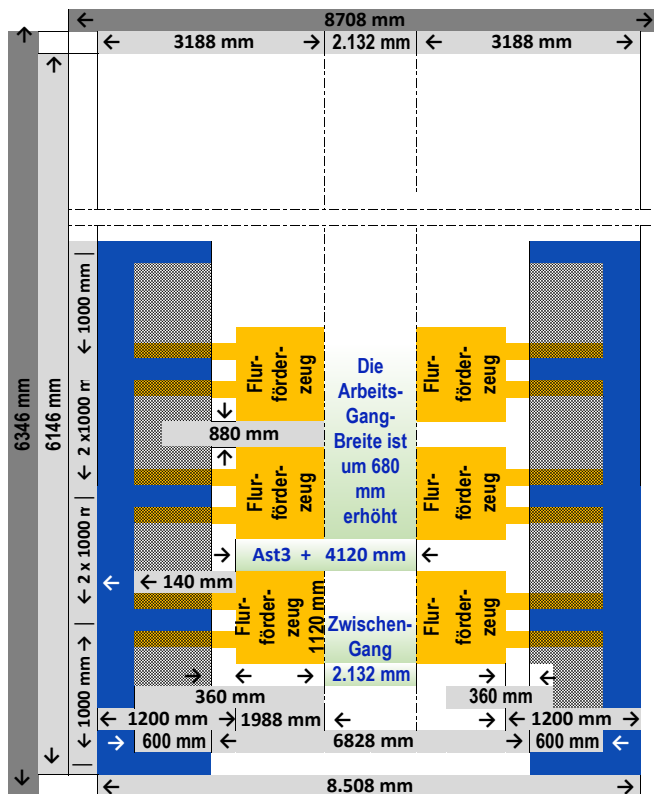 8708 mm
3188 mm
2.132 mm
3188 mm
6346 mm
6146 mm
1000 mm
2 x1000 m
2 x 1000 m
1000 mm
Flur-
förder-
zeug
Flur-
förder-
zeug
Die
Arbeits-
Gang-
Breite ist
um 680
mm
erhöht
880 mm
Flur-
förder-
zeug
Flur-
förder-
zeug
Ast3 + 4120 mm
140 mm
Flur-
förder-
zeug
1120 mm
Zwischen-
Gang
2.132 mm
Flur-
förder-
zeug
360 mm
360 mm
1200 mm
1988 mm
1200 mm
600 mm
6828 mm
600 mm
8.508 mm